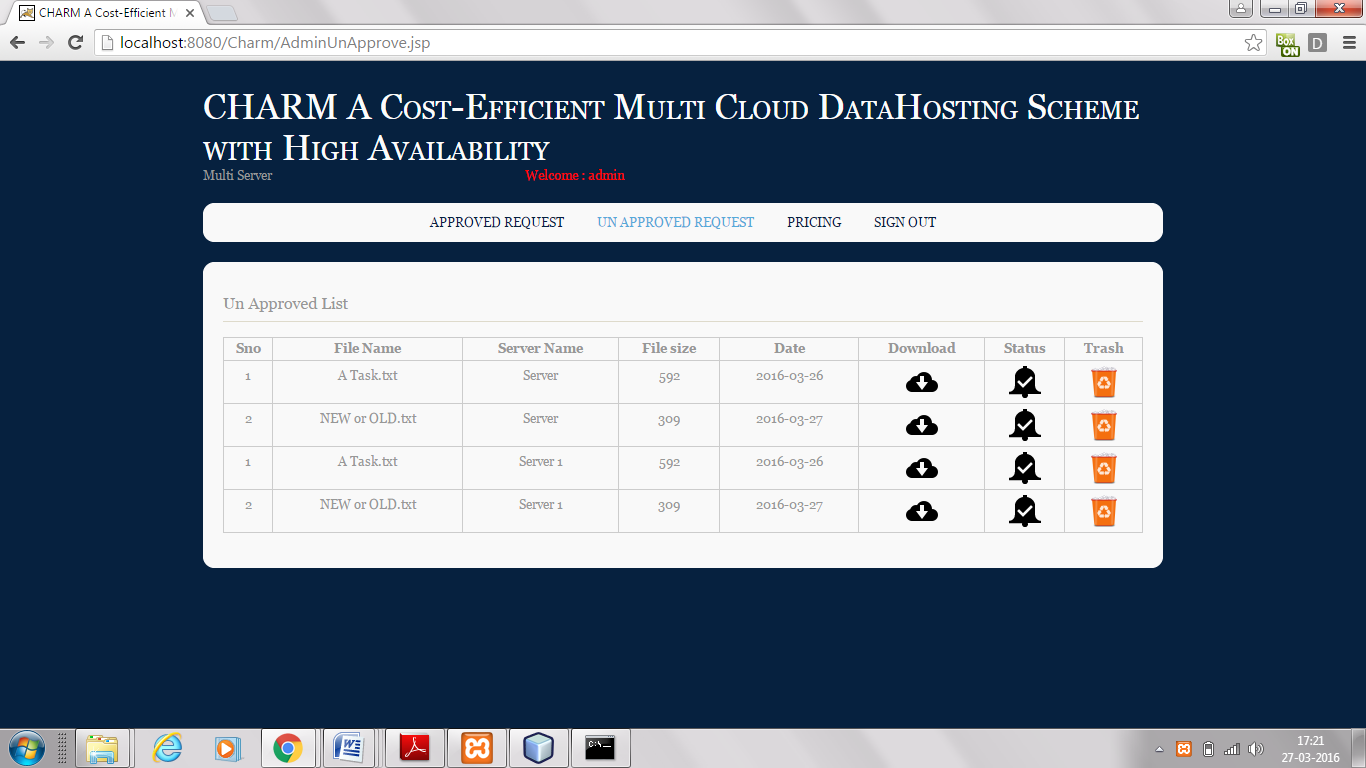 CHARM A Cost-Efficient M
localhost:8080/Charm/AdminUnApprove.jsp
Box
ON
D
CHARM A Cost-Efficient Multi Cloud DataHosting Scheme
with High Availability
Multi Server
Welcome : admin
APPROVED REQUEST UN APPROVED REQUEST PRICING SIGN OUT
Un Approved List
Sno File Name Server Name File size Date Download Status Trash
1 A Task.txt Server 592 2016-03-26
2 NEW or OLD.txt Server 309 2016-03-27
1 A Task.txt Server 1 592 2016-03-26
2 NEW or OLD.txt Server 1 309 2016-03-27
17:21
27-03-2016